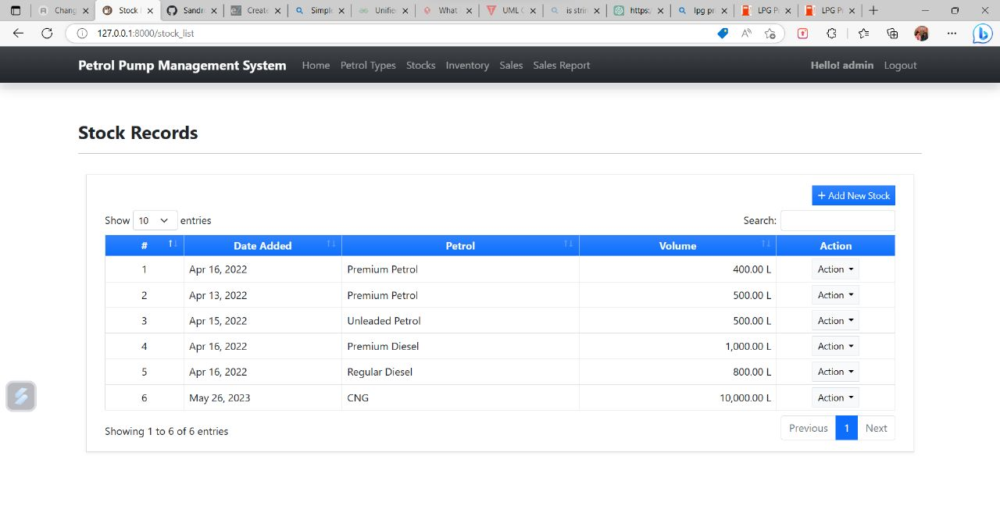 Chang Stock Sandr Create Simple Unifie What UML C is strin https:/ lpg pr LPG P LPG P
127.0.0.1:8000/stock_list
Petrol Pump Management System Home Petrol Types Stocks Inventory Sales Sales Report Hello! admin Logout
Stock Records
+ Add New Stock
Show 10 entries Search:
# Date Added Petrol Volume Action
1 Apr 16, 2022 Premium Petrol 400.00 L Action
2 Apr 13, 2022 Premium Petrol 500.00 L Action
3 Apr 15, 2022 Unleaded Petrol 500.00 L Action
4 Apr 16, 2022 Premium Diesel 1,000.00 L Action
5 Apr 16, 2022 Regular Diesel 800.00 L Action
6 May 26, 2023 CNG 10,000.00 L Action
Showing 1 to 6 of 6 entries Previous 1 Next